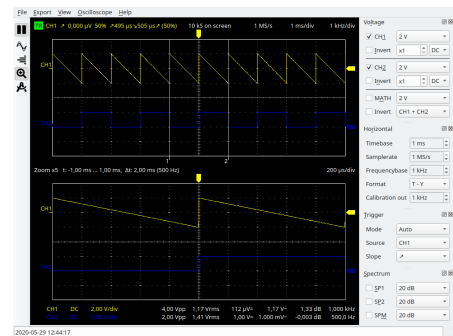 File Export View Oscilloscope Help
CH1 ↗ 0,000 µV 50% ↗495 µs↘505 µs↗(50%) 10 kS on screen 1 MS/s 1 ms/div 1 kHz/div
CH1
1 2
Zoom x5 t: -1,00 ms ... 1,00 ms, Δt: 2,00 ms (500 Hz) 200 µs/div
CH1
CH1 DC 2,00 V/div 4,00 Vpp 1,17 Vrms 112 µV= 1,17 V~ 1,33 dB 1,000 kHz
2,00 Vpp 1,41 Vrms 1,00 V= 1.000 mV~ -0,003 dB 500,0 Hz
Voltage
CH1 2 V
Invert x1 DC
CH2 2 V
Invert x1 DC
MATH 2 V
Invert CH1 + CH2
Horizontal
Timebase 1 ms
Samplerate 1 MS/s
Frequencybase 1 kHz
Format T - Y
Calibration out 1 kHz
Trigger
Mode Auto
Source CH1
Slope ↗
Spectrum
SP1 20 dB
SP2 20 dB
SPM 20 dB
2020-05-29 12:44:17